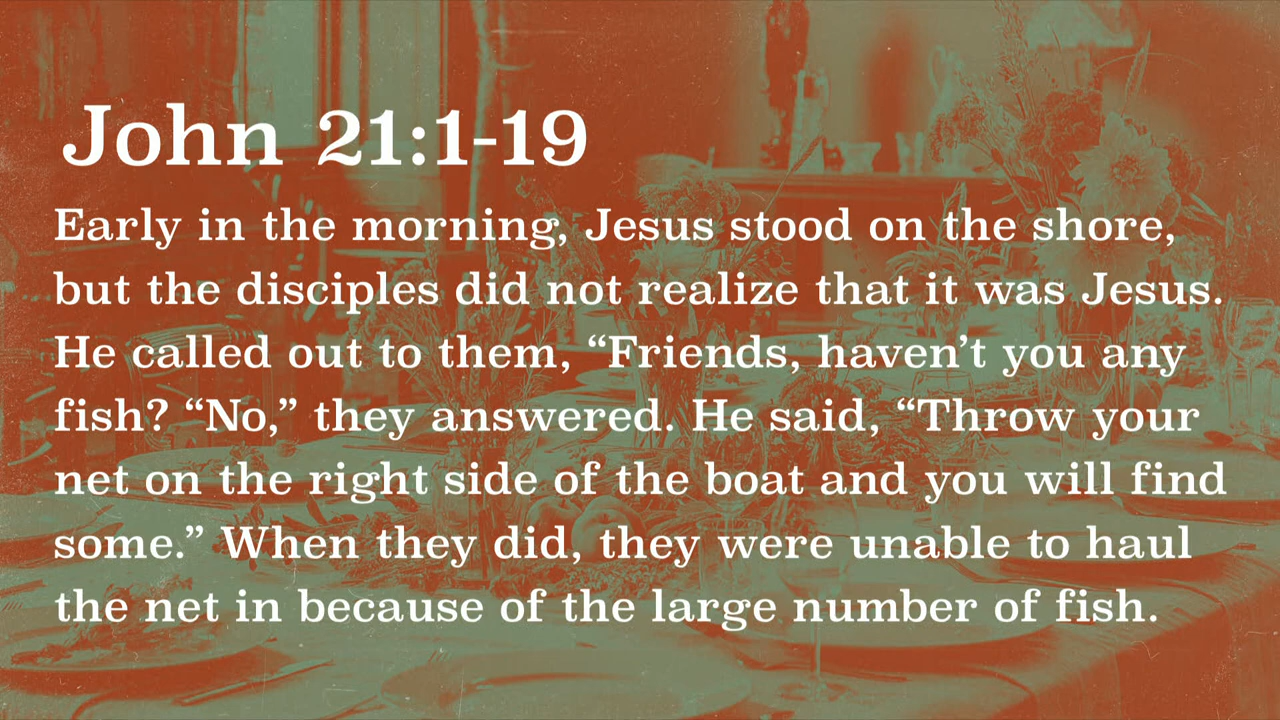 John 21:1-19
Early in the morning, Jesus stood on the shore,
but the disciples did not realize that it was Jesus.
He called out to them, “Friends, haven’t you any
fish? “No,” they answered. He said, “Throw your
net on the right side of the boat and you will find
some.” When they did, they were unable to haul
the net in because of the large number of fish.